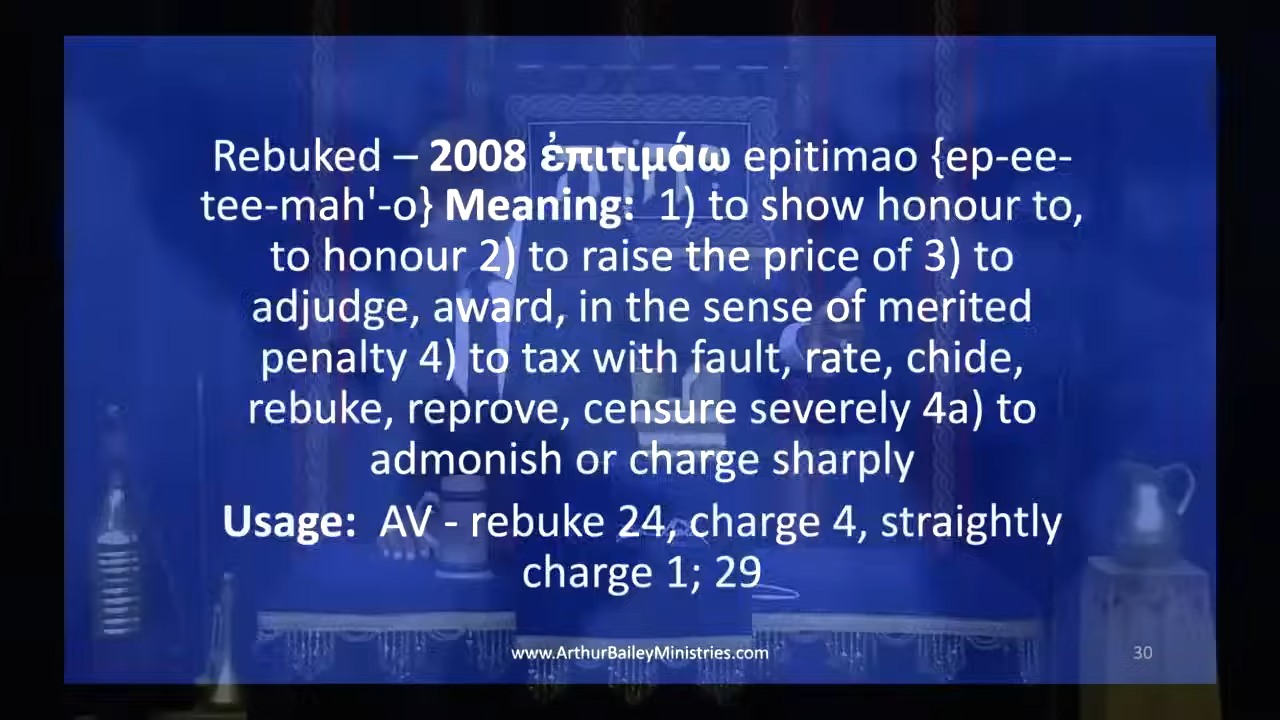 Rebuked – 2008 ἐπιτιμάω epitimao {ep-ee-
tee-mah'-o} Meaning:  1) to show honour to,
to honour 2) to raise the price of 3) to
adjudge, award, in the sense of merited
penalty 4) to tax with fault, rate, chide,
rebuke, reprove, censure severely 4a) to
admonish or charge sharply
Usage:  AV - rebuke 24, charge 4, straightly
charge 1; 29
www.ArthurBaileyMinistries.com
30